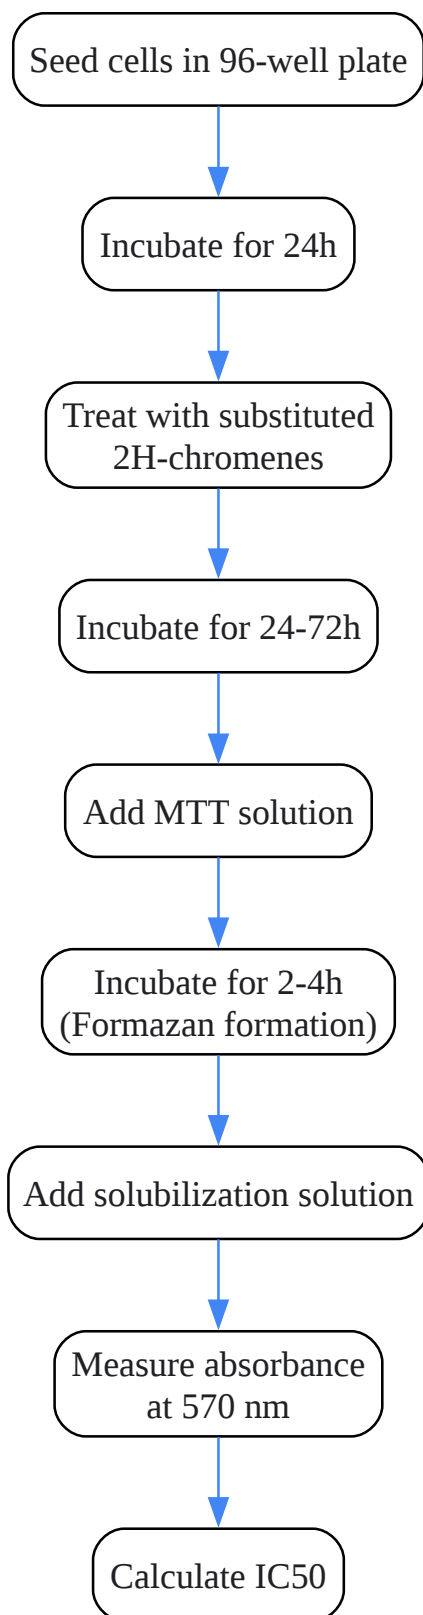 Seed cells in 96-well plate
Incubate for 24h
Treat with substituted
2H-chromenes
Incubate for 24-72h
Add MTT solution
Incubate for 2-4h
(Formazan formation)
Add solubilization solution
Measure absorbance
at 570 nm
Calculate IC50